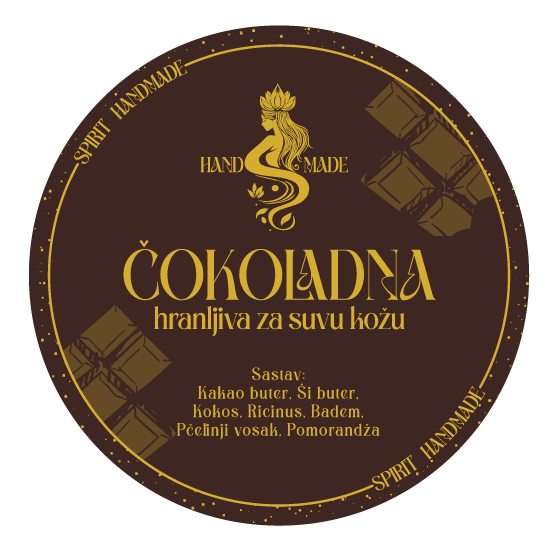 SPIRIT HANDMADE
HAND MADE
ČOKOLADNA
hranljiva za suvu kožu
Sastav:
Kakao buter, Ši buter,
Kokos, Ricinus, Badem,
Pčelinji vosak, Pomorandža
SPIRIT HANDMADE